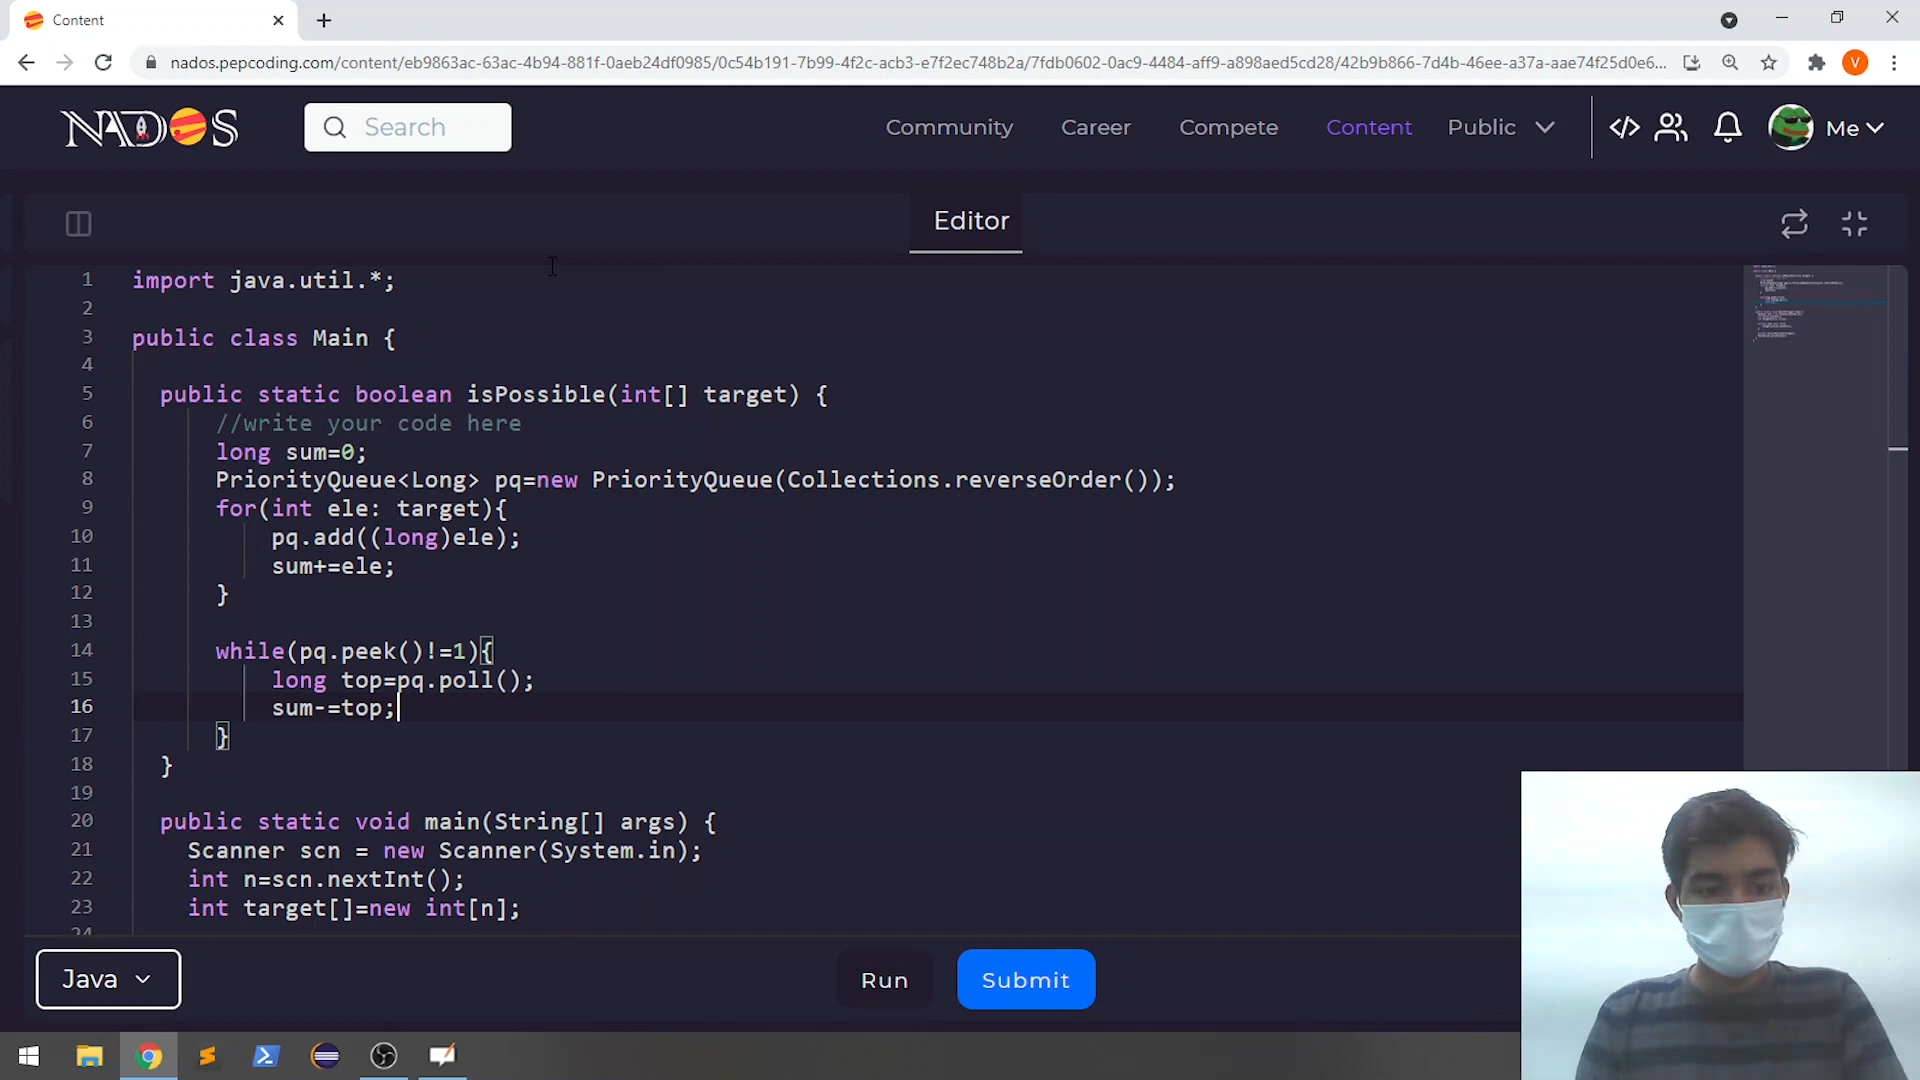 Content
nados.pepcoding.com/content/eb9863ac-63ac-4b94-881f-0aeb24df0985/0c54b191-7b99-4f2c-acb3-e7f2ec748b2a/7fdb0602-0ac9-4484-aff9-a898aed5cd28/42b9b866-7d4b-46ee-a37a-aae74f25d0e6...
V
NADOS
Search
Community
Career
Compete
Content
Public
Me
Editor
1 import java.util.*;
2
3 public class Main {
4
5 public static boolean isPossible(int[] target) {
6 //write your code here
7 long sum=0;
8 PriorityQueue<Long> pq=new PriorityQueue(Collections.reverseOrder());
9 for(int ele: target){
10 pq.add((long)ele);
11 sum+=ele;
12 }
13
14 while(pq.peek()!=1){
15 long top=pq.poll();
16 sum-=top;
17 }
18 }
19
20 public static void main(String[] args) {
21 Scanner scn = new Scanner(System.in);
22 int n=scn.nextInt();
23 int target[]=new int[n];
24
Java
Run
Submit